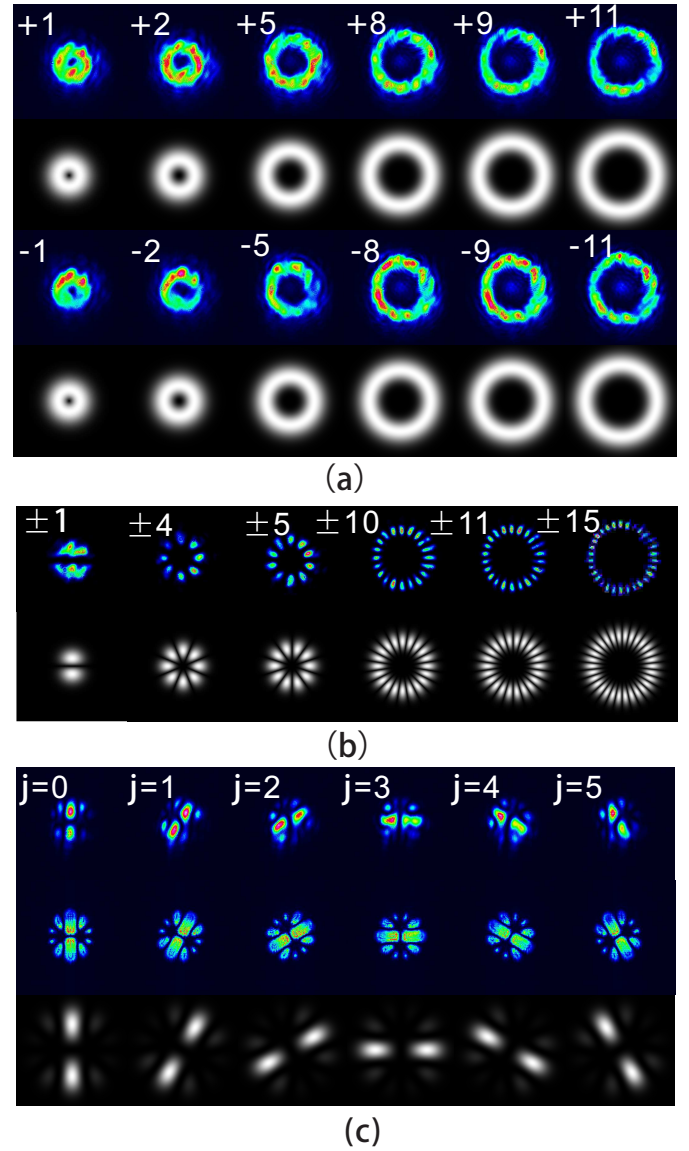 +1 +2 +5 +8 +9 +11
-1 -2 -5 -8 -9 -11
(a)
±1 ±4 ±5 ±10 ±11 ±15
(b)
j=0 j=1 j=2 j=3 j=4 j=5
(c)